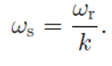 ωs = ωr/k.